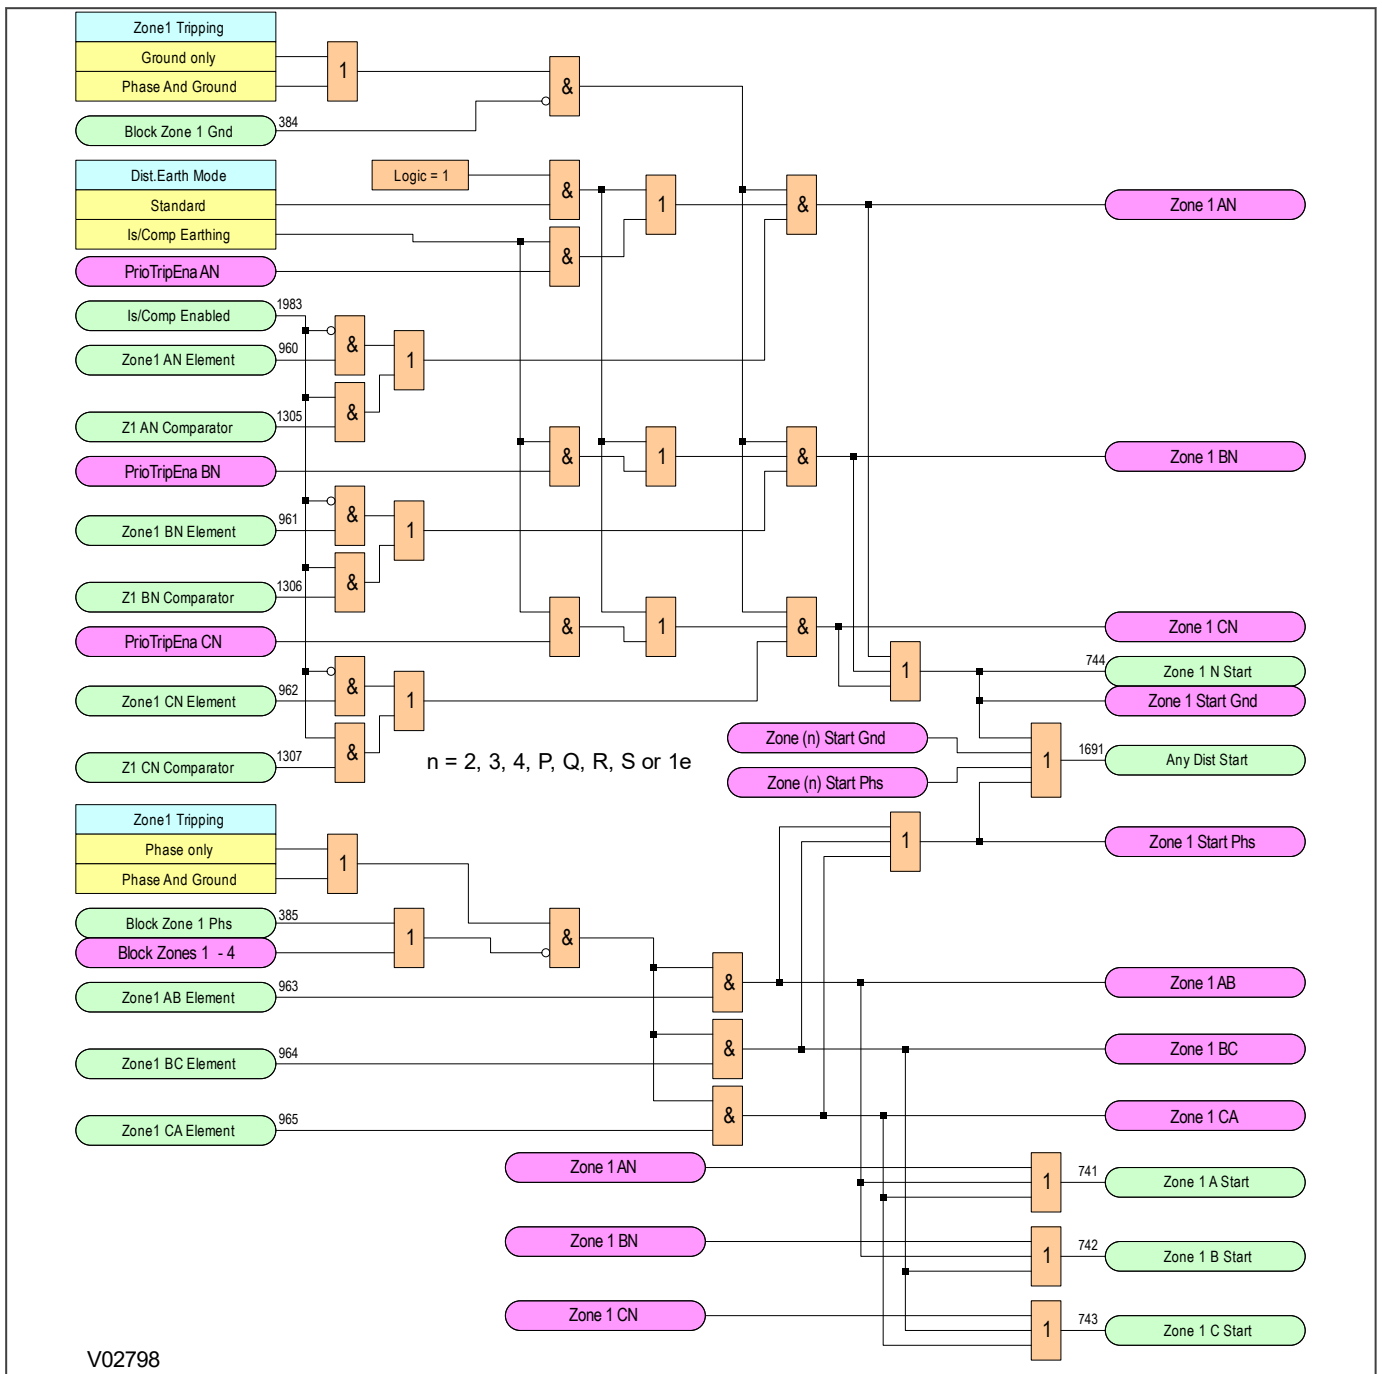 Zone1 Tripping
Ground only
1
Phase And Ground
&
Block Zone 1 Gnd
384
Dist.Earth Mode
Logic = 1
&
Standard
1
&
Zone 1 AN
Is/Comp Earthing
&
PrioTripEna AN
Is/Comp Enabled
1983
&
Zone1 AN Element
960
1
&
Z1 AN Comparator
1305
PrioTripEna BN
&
1
&
Zone 1 BN
&
Zone1 BN Element
961
1
&
Z1 BN Comparator
1306
PrioTripEna CN
&
1
&
Zone 1 CN
1
744
Zone 1 N Start
&
Zone1 CN Element
962
1
Zone 1 Start Gnd
&
Z1 CN Comparator
1307
n = 2, 3, 4, P, Q, R, S or 1e
Zone (n) Start Gnd
1
1691
Any Dist Start
Zone (n) Start Phs
Zone1 Tripping
Phase only
1
Phase And Ground
1
Zone 1 Start Phs
Block Zone 1 Phs
385
1
&
Block Zones 1 - 4
Zone1 AB Element
963
&
Zone 1 AB
Zone1 BC Element
964
&
Zone 1 BC
Zone1 CA Element
965
&
Zone 1 CA
Zone 1 AN
1
741
Zone 1 A Start
Zone 1 BN
1
742
Zone 1 B Start
Zone 1 CN
1
743
Zone 1 C Start
V02798